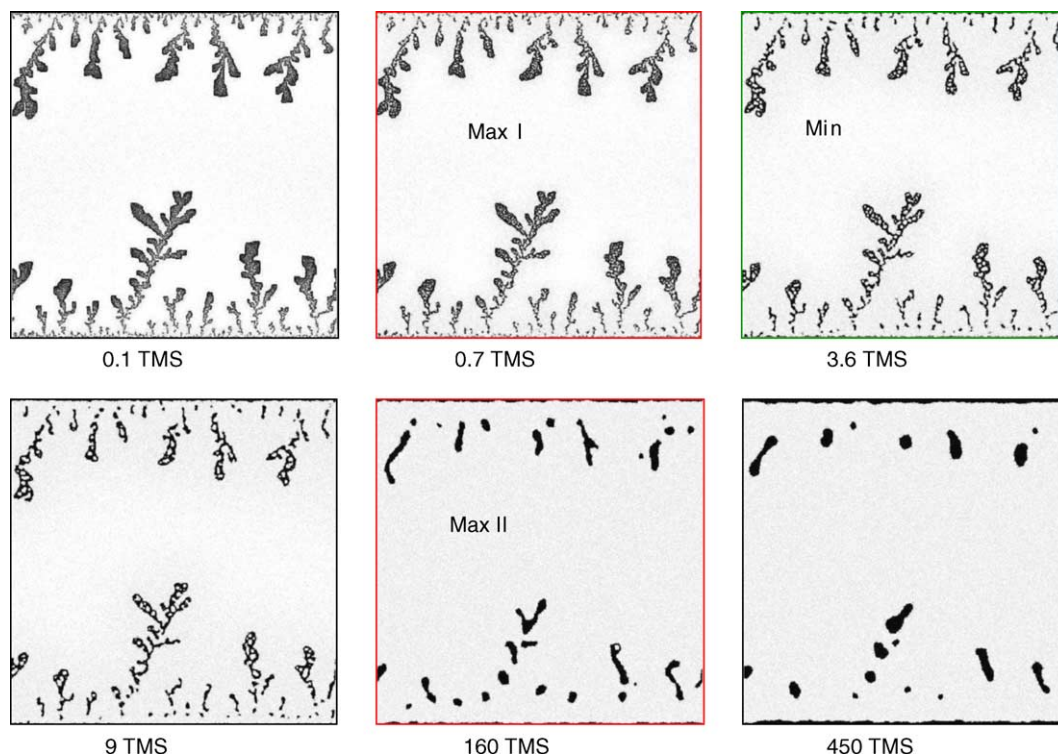 Max I
Min
0.1 TMS
0.7 TMS
3.6 TMS
Max II
9 TMS
160 TMS
450 TMS